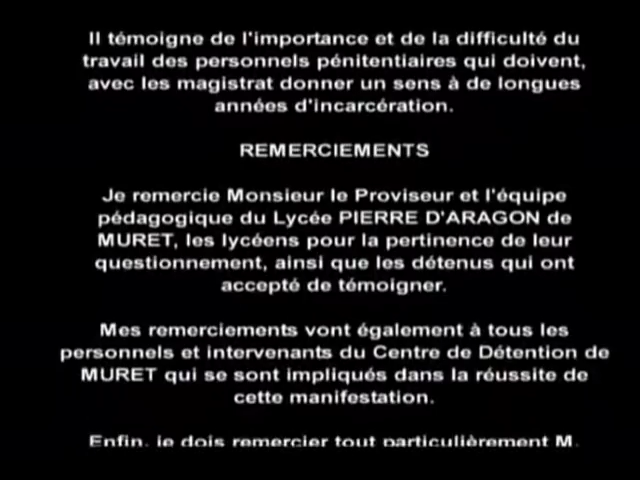 Il témoigne de l'importance et de la difficulté du
travail des personnels pénitentiaires qui doivent,
avec les magistrat donner un sens à de longues
années d'incarcération.
REMERCIEMENTS
Je remercie Monsieur le Proviseur et l'équipe
pédagogique du Lycée PIERRE D'ARAGON de
MURET, les lycéens pour la pertinence de leur
questionnement, ainsi que les détenus qui ont
accepté de témoigner.
Mes remerciements vont également à tous les
personnels et intervenants du Centre de Détention de
MURET qui se sont impliqués dans la réussite de
cette manifestation.
Enfin, je dois remercier tout particulièrement M.